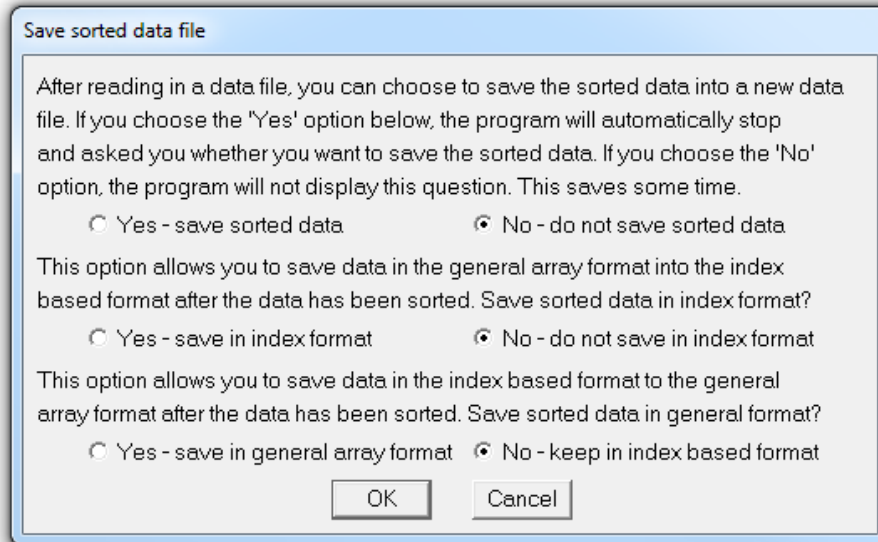 Save sorted data file
After reading in a data file, you can choose to save the sorted data into a new data
file. If you choose the 'Yes' option below, the program will automatically stop
and asked you whether you want to save the sorted data. If you choose the 'No'
option, the program will not display this question. This saves some time.
Yes - save sorted data No - do not save sorted data
This option allows you to save data in the general array format into the index
based format after the data has been sorted. Save sorted data in index format?
Yes - save in index format No - do not save in index format
This option allows you to save data in the index based format to the general
array format after the data has been sorted. Save sorted data in general format?
Yes - save in general array format No - keep in index based format
OK Cancel